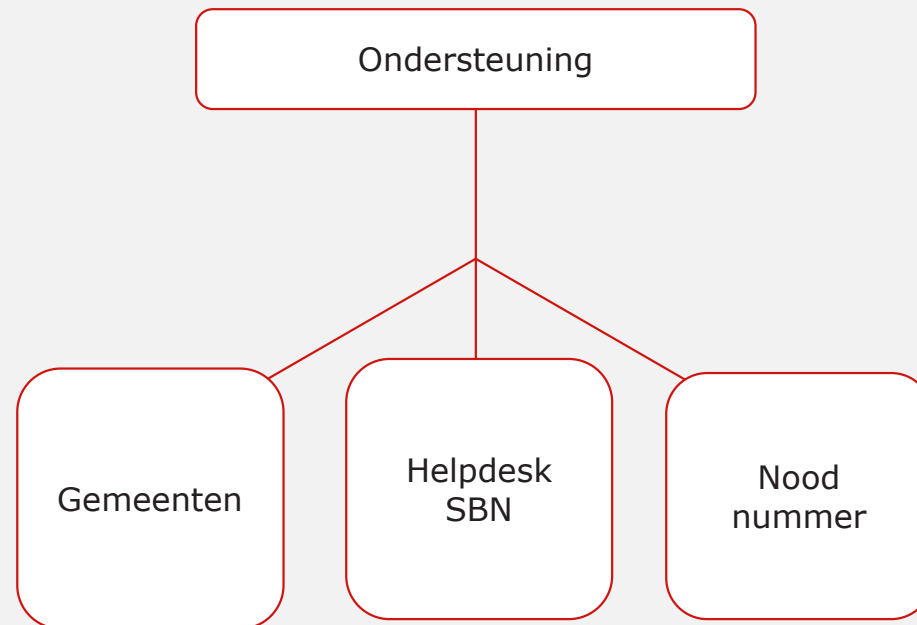 Ondersteuning
Gemeenten
Helpdesk
SBN
Nood
nummer